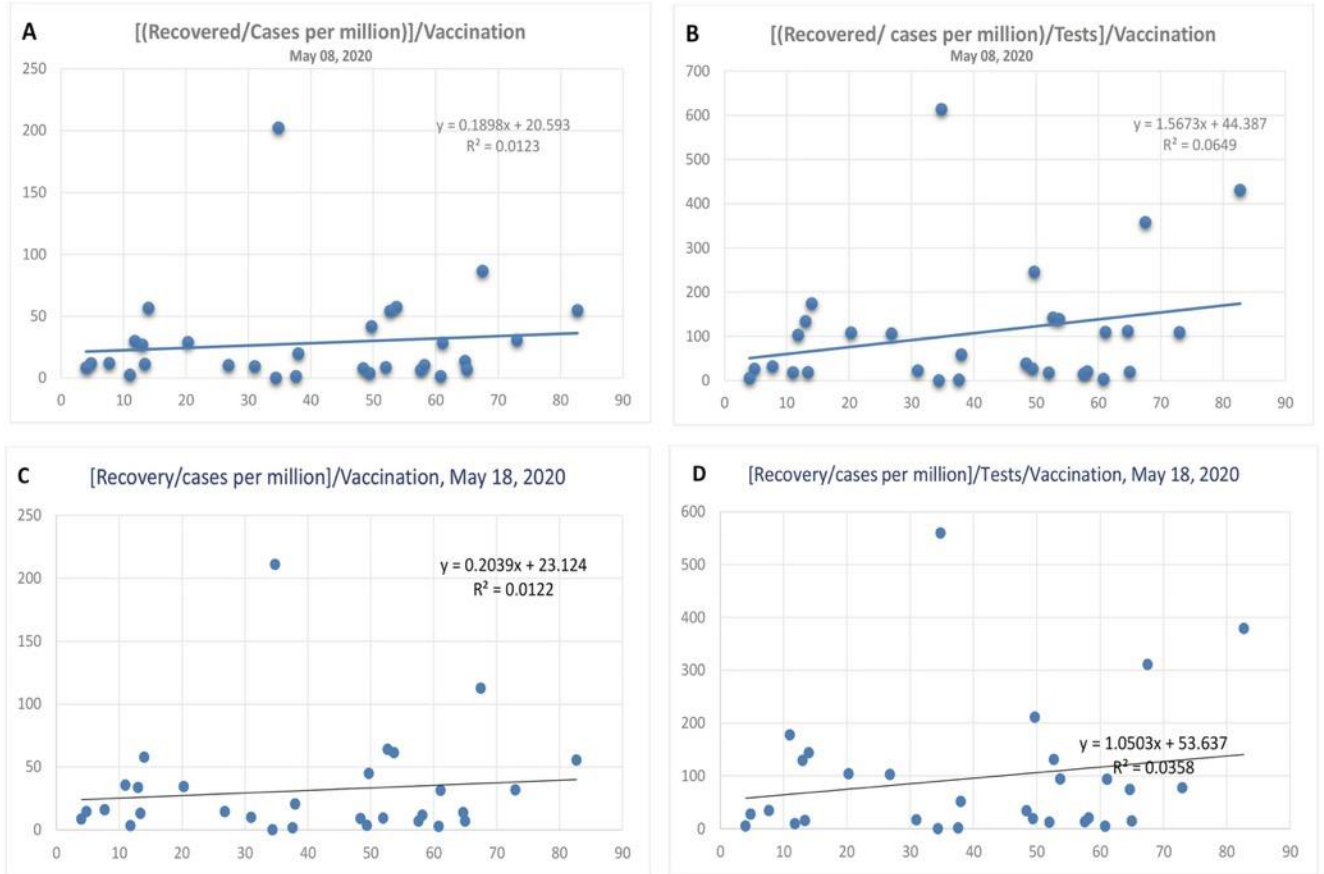 A
[(Recovered/Cases per million)]/Vaccination
May 08, 2020
250
200
150
100
50
0
y = 0.1898x + 20.593
R² = 0.0123
0 10 20 30 40 50 60 70 80 90
B
[(Recovered/ cases per million)/Tests]/Vaccination
May 08, 2020
700
600
500
400
300
200
100
0
y = 1.5673x + 44.387
R² = 0.0649
0 10 20 30 40 50 60 70 80 90
C
[Recovery/cases per million]/Vaccination, May 18, 2020
250
200
150
100
50
0
y = 0.2039x + 23.124
R² = 0.0122
0 10 20 30 40 50 60 70 80 90
D
[Recovery/cases per million]/Tests/Vaccination, May 18, 2020
600
500
400
300
200
100
0
y = 1.0503x + 53.637
R² = 0.0358
0 10 20 30 40 50 60 70 80 90